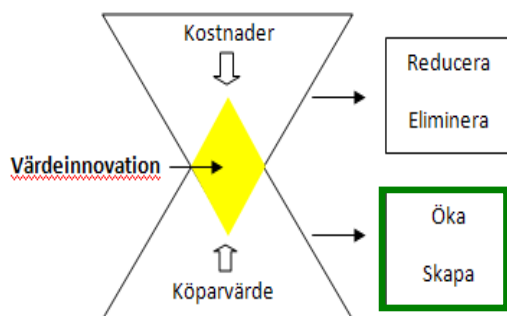 Kostnader
Reducera
Eliminera
Värdeinnovation
Öka
Skapa
Köparvärde